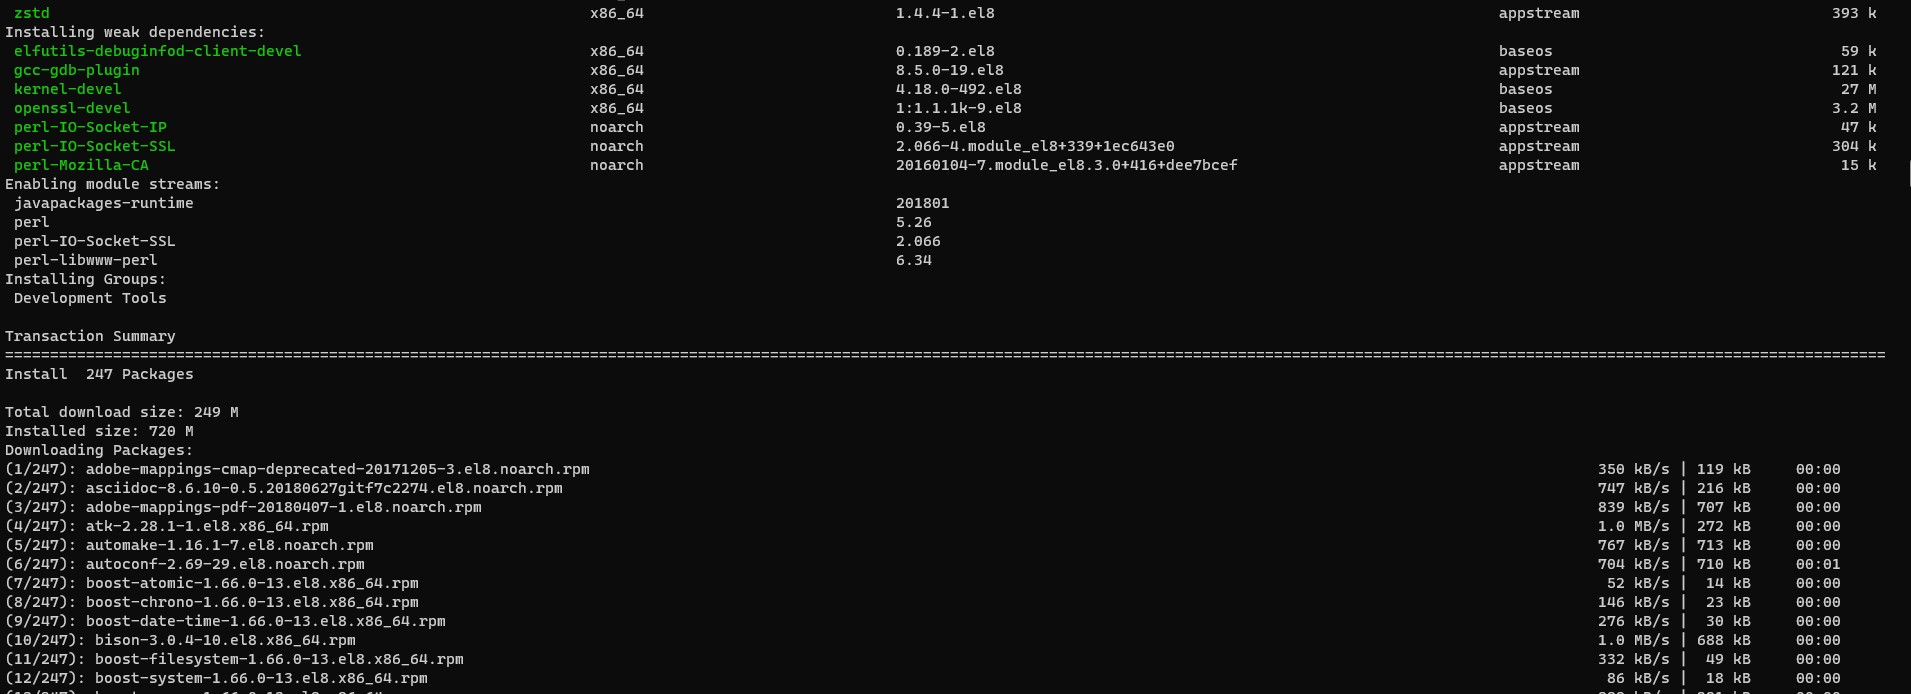 zstd x86_64 1.4.4-1.el8 appstream 393 k
Installing weak dependencies:
elfutils-debuginfod-client-devel x86_64 0.189-2.el8 baseos 59 k
gcc-gdb-plugin x86_64 8.5.0-19.el8 appstream 121 k
kernel-devel x86_64 4.18.0-492.el8 baseos 27 M
openssl-devel x86_64 1:1.1.1k-9.el8 baseos 3.2 M
perl-IO-Socket-IP noarch 0.39-5.el8 appstream 47 k
perl-IO-Socket-SSL noarch 2.066-4.module_el8+339+1ec643e0 appstream 304 k
perl-Mozilla-CA noarch 20160104-7.module_el8.3.0+416+dee7bcef appstream 15 k
Enabling module streams:
javapackages-runtime 201801
perl 5.26
perl-IO-Socket-SSL 2.066
perl-libwww-perl 6.34
Installing Groups:
Development Tools
Transaction Summary
================================================================================
Install 247 Packages
Total download size: 249 M
Installed size: 720 M
Downloading Packages:
(1/247): adobe-mappings-cmap-deprecated-20171205-3.el8.noarch.rpm 350 kB/s | 119 kB 00:00
(2/247): asciidoc-8.6.10-0.5.20180627gitf7c2274.el8.noarch.rpm 747 kB/s | 216 kB 00:00
(3/247): adobe-mappings-pdf-20180407-1.el8.noarch.rpm 839 kB/s | 707 kB 00:00
(4/247): atk-2.28.1-1.el8.x86_64.rpm 1.0 MB/s | 272 kB 00:00
(5/247): automake-1.16.1-7.el8.noarch.rpm 767 kB/s | 713 kB 00:00
(6/247): autoconf-2.69-29.el8.noarch.rpm 704 kB/s | 710 kB 00:01
(7/247): boost-atomic-1.66.0-13.el8.x86_64.rpm 52 kB/s | 14 kB 00:00
(8/247): boost-chrono-1.66.0-13.el8.x86_64.rpm 146 kB/s | 23 kB 00:00
(9/247): boost-date-time-1.66.0-13.el8.x86_64.rpm 276 kB/s | 30 kB 00:00
(10/247): bison-3.0.4-10.el8.x86_64.rpm 1.0 MB/s | 688 kB 00:00
(11/247): boost-filesystem-1.66.0-13.el8.x86_64.rpm 332 kB/s | 49 kB 00:00
(12/247): boost-system-1.66.0-13.el8.x86_64.rpm 86 kB/s | 18 kB 00:00